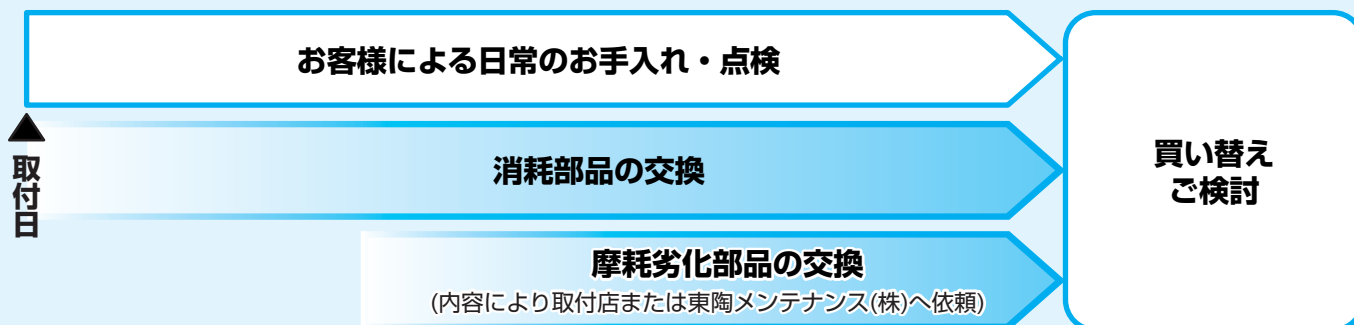 お客様による日常のお手入れ・点検
取付日
消耗部品の交換
摩耗劣化部品の交換
(内容により取付店または東陶メンテナンス(株)へ依頼)
買い替え
ご検討